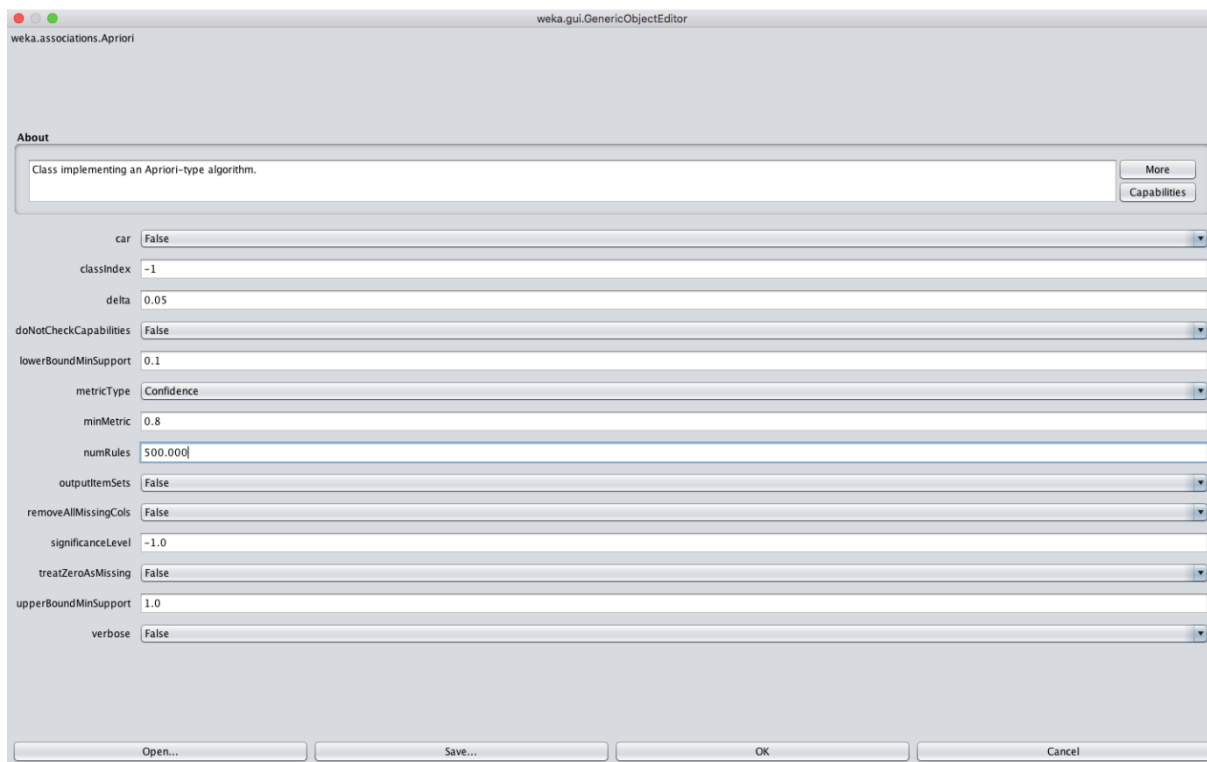 weka.gui.GenericObjectEditor
weka.associations.Apriori
About
Class implementing an Apriori-type algorithm.
More
Capabilities
car False
classIndex -1
delta 0.05
doNotCheckCapabilities False
lowerBoundMinSupport 0.1
metricType Confidence
minMetric 0.8
numRules 500.000
outputItemSets False
removeAllMissingCols False
significanceLevel -1.0
treatZeroAsMissing False
upperBoundMinSupport 1.0
verbose False
Open... Save... OK Cancel